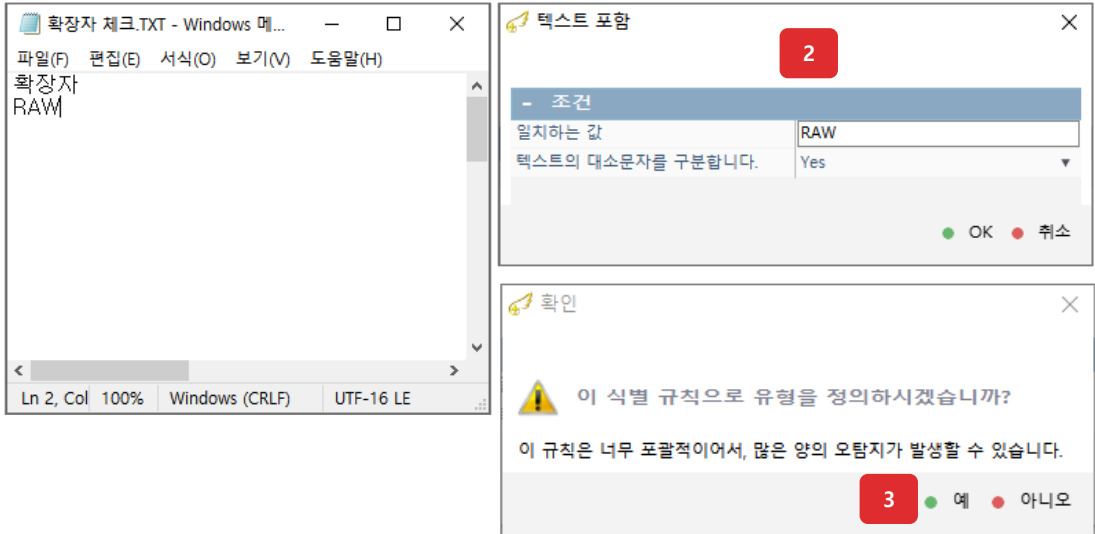 확장자 체크.TXT - Windows 메...
파일(F) 편집(E) 서식(O) 보기(V) 도움말(H)
확장자
RAW
Ln 2, Col 100% Windows (CRLF) UTF-16 LE
텍스트 포함
2
- 조건
일치하는 값 RAW
텍스트의 대소문자를 구분합니다. Yes
OK 취소
확인
이 식별 규칙으로 유형을 정의하시겠습니까?
이 규칙은 너무 포괄적이어서, 많은 양의 오탐지가 발생할 수 있습니다.
3 예 아니오